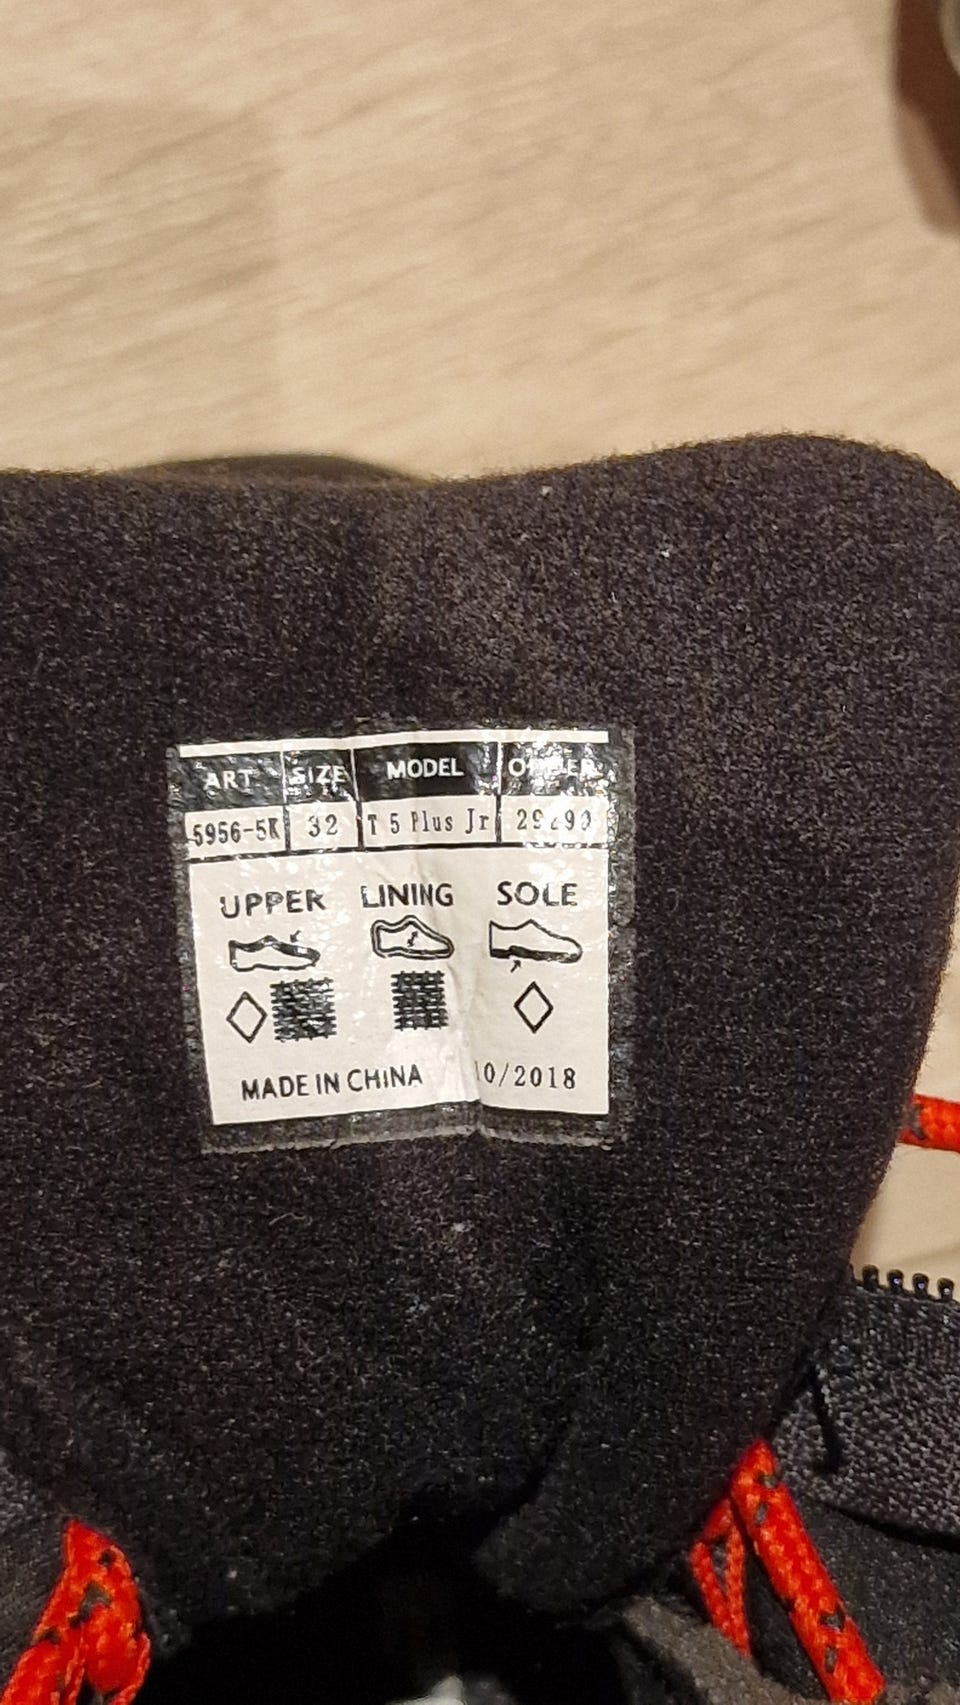 ART SIZE MODEL
5956-5K 32 T 5 Plus Jr
UPPER LINING SOLE
MADE IN CHINA 10/2018